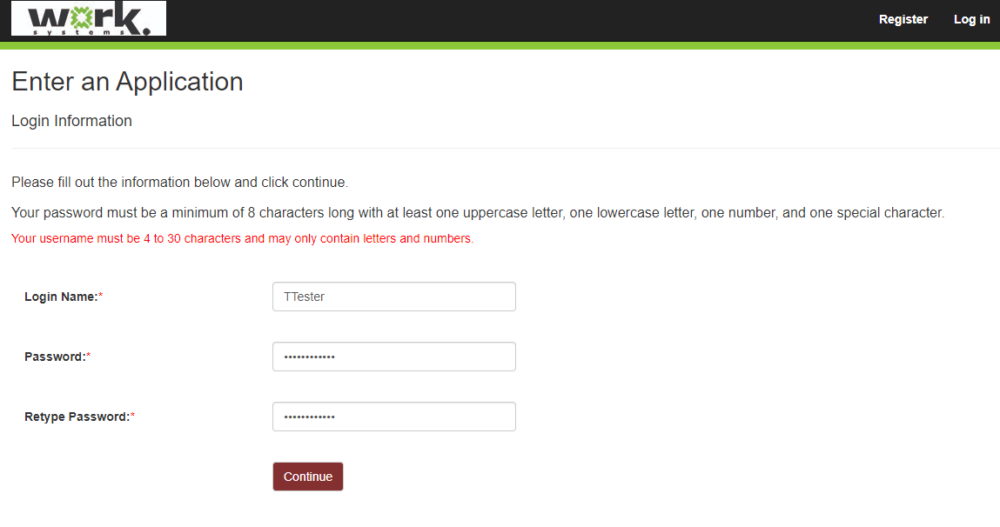 work.
systems
Register Log in
Enter an Application
Login Information
Please fill out the information below and click continue.
Your password must be a minimum of 8 characters long with at least one uppercase letter, one lowercase letter, one number, and one special character.
Your username must be 4 to 30 characters and may only contain letters and numbers.
Login Name:* TTester
Password:* ••••••••••••
Retype Password:* ••••••••••••
Continue